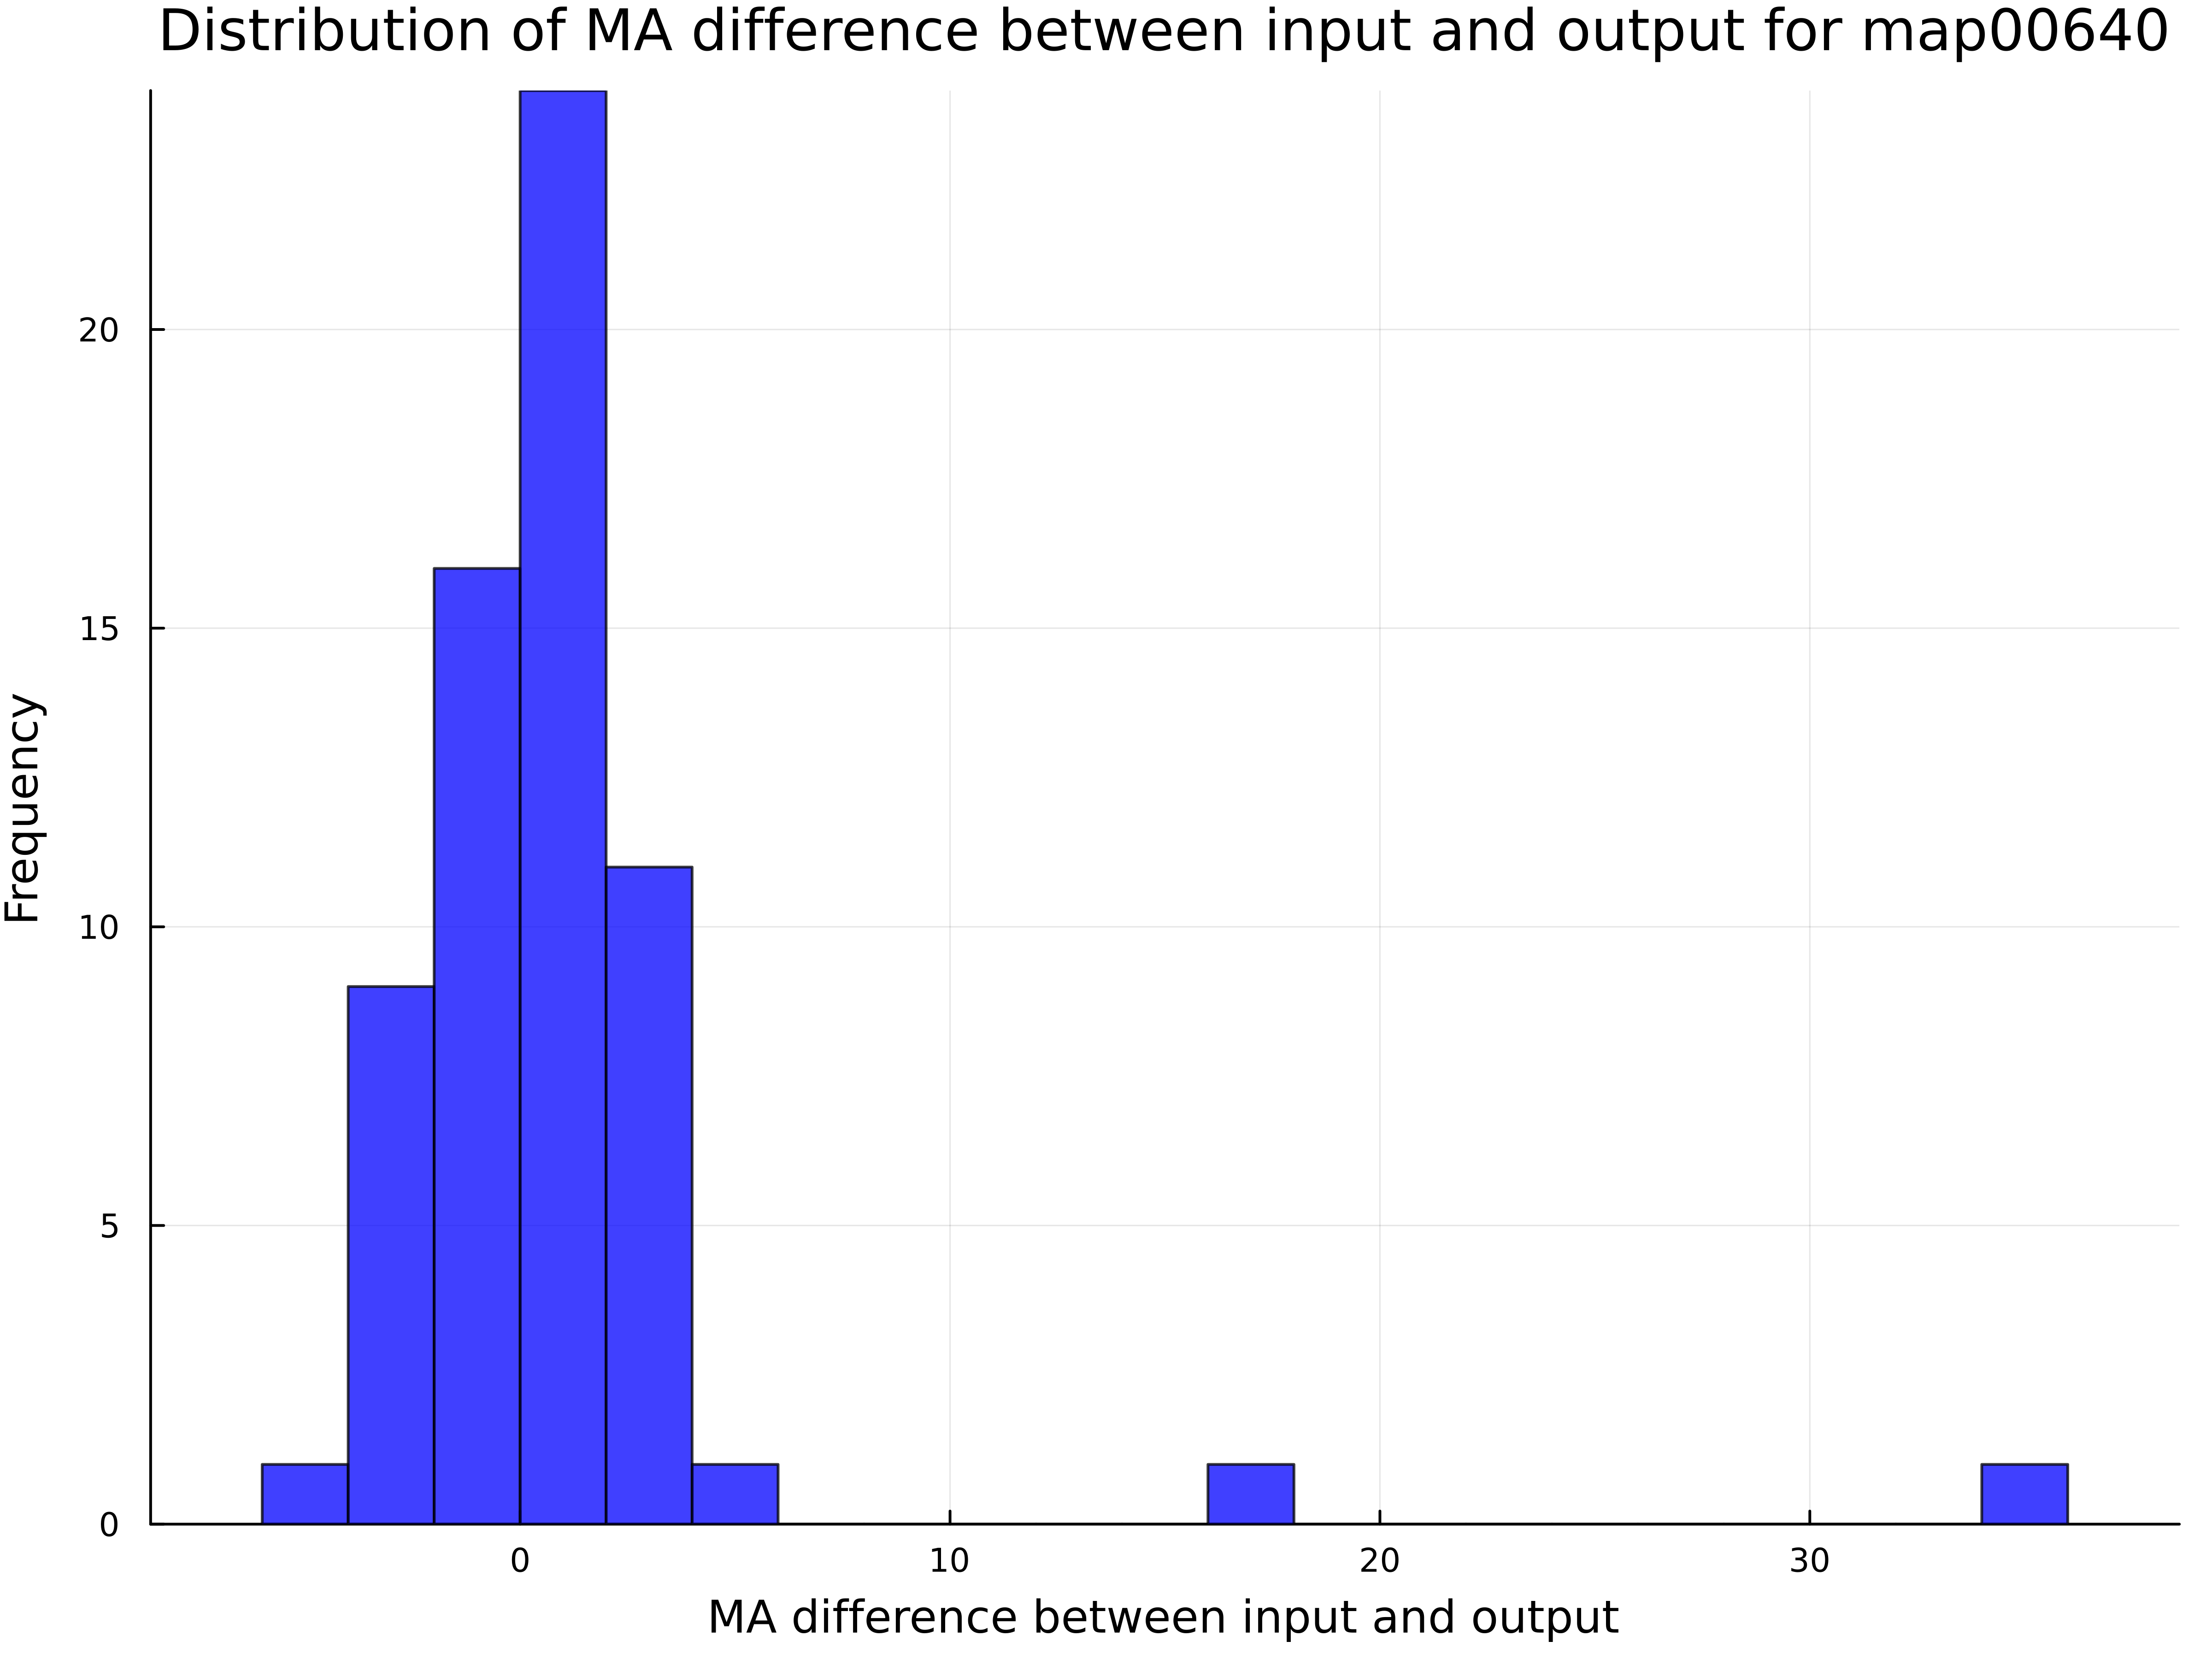 Distribution of MA difference between input and output for map00640
20
15
10
5
0
Frequency
0 10 20 30
MA difference between input and output